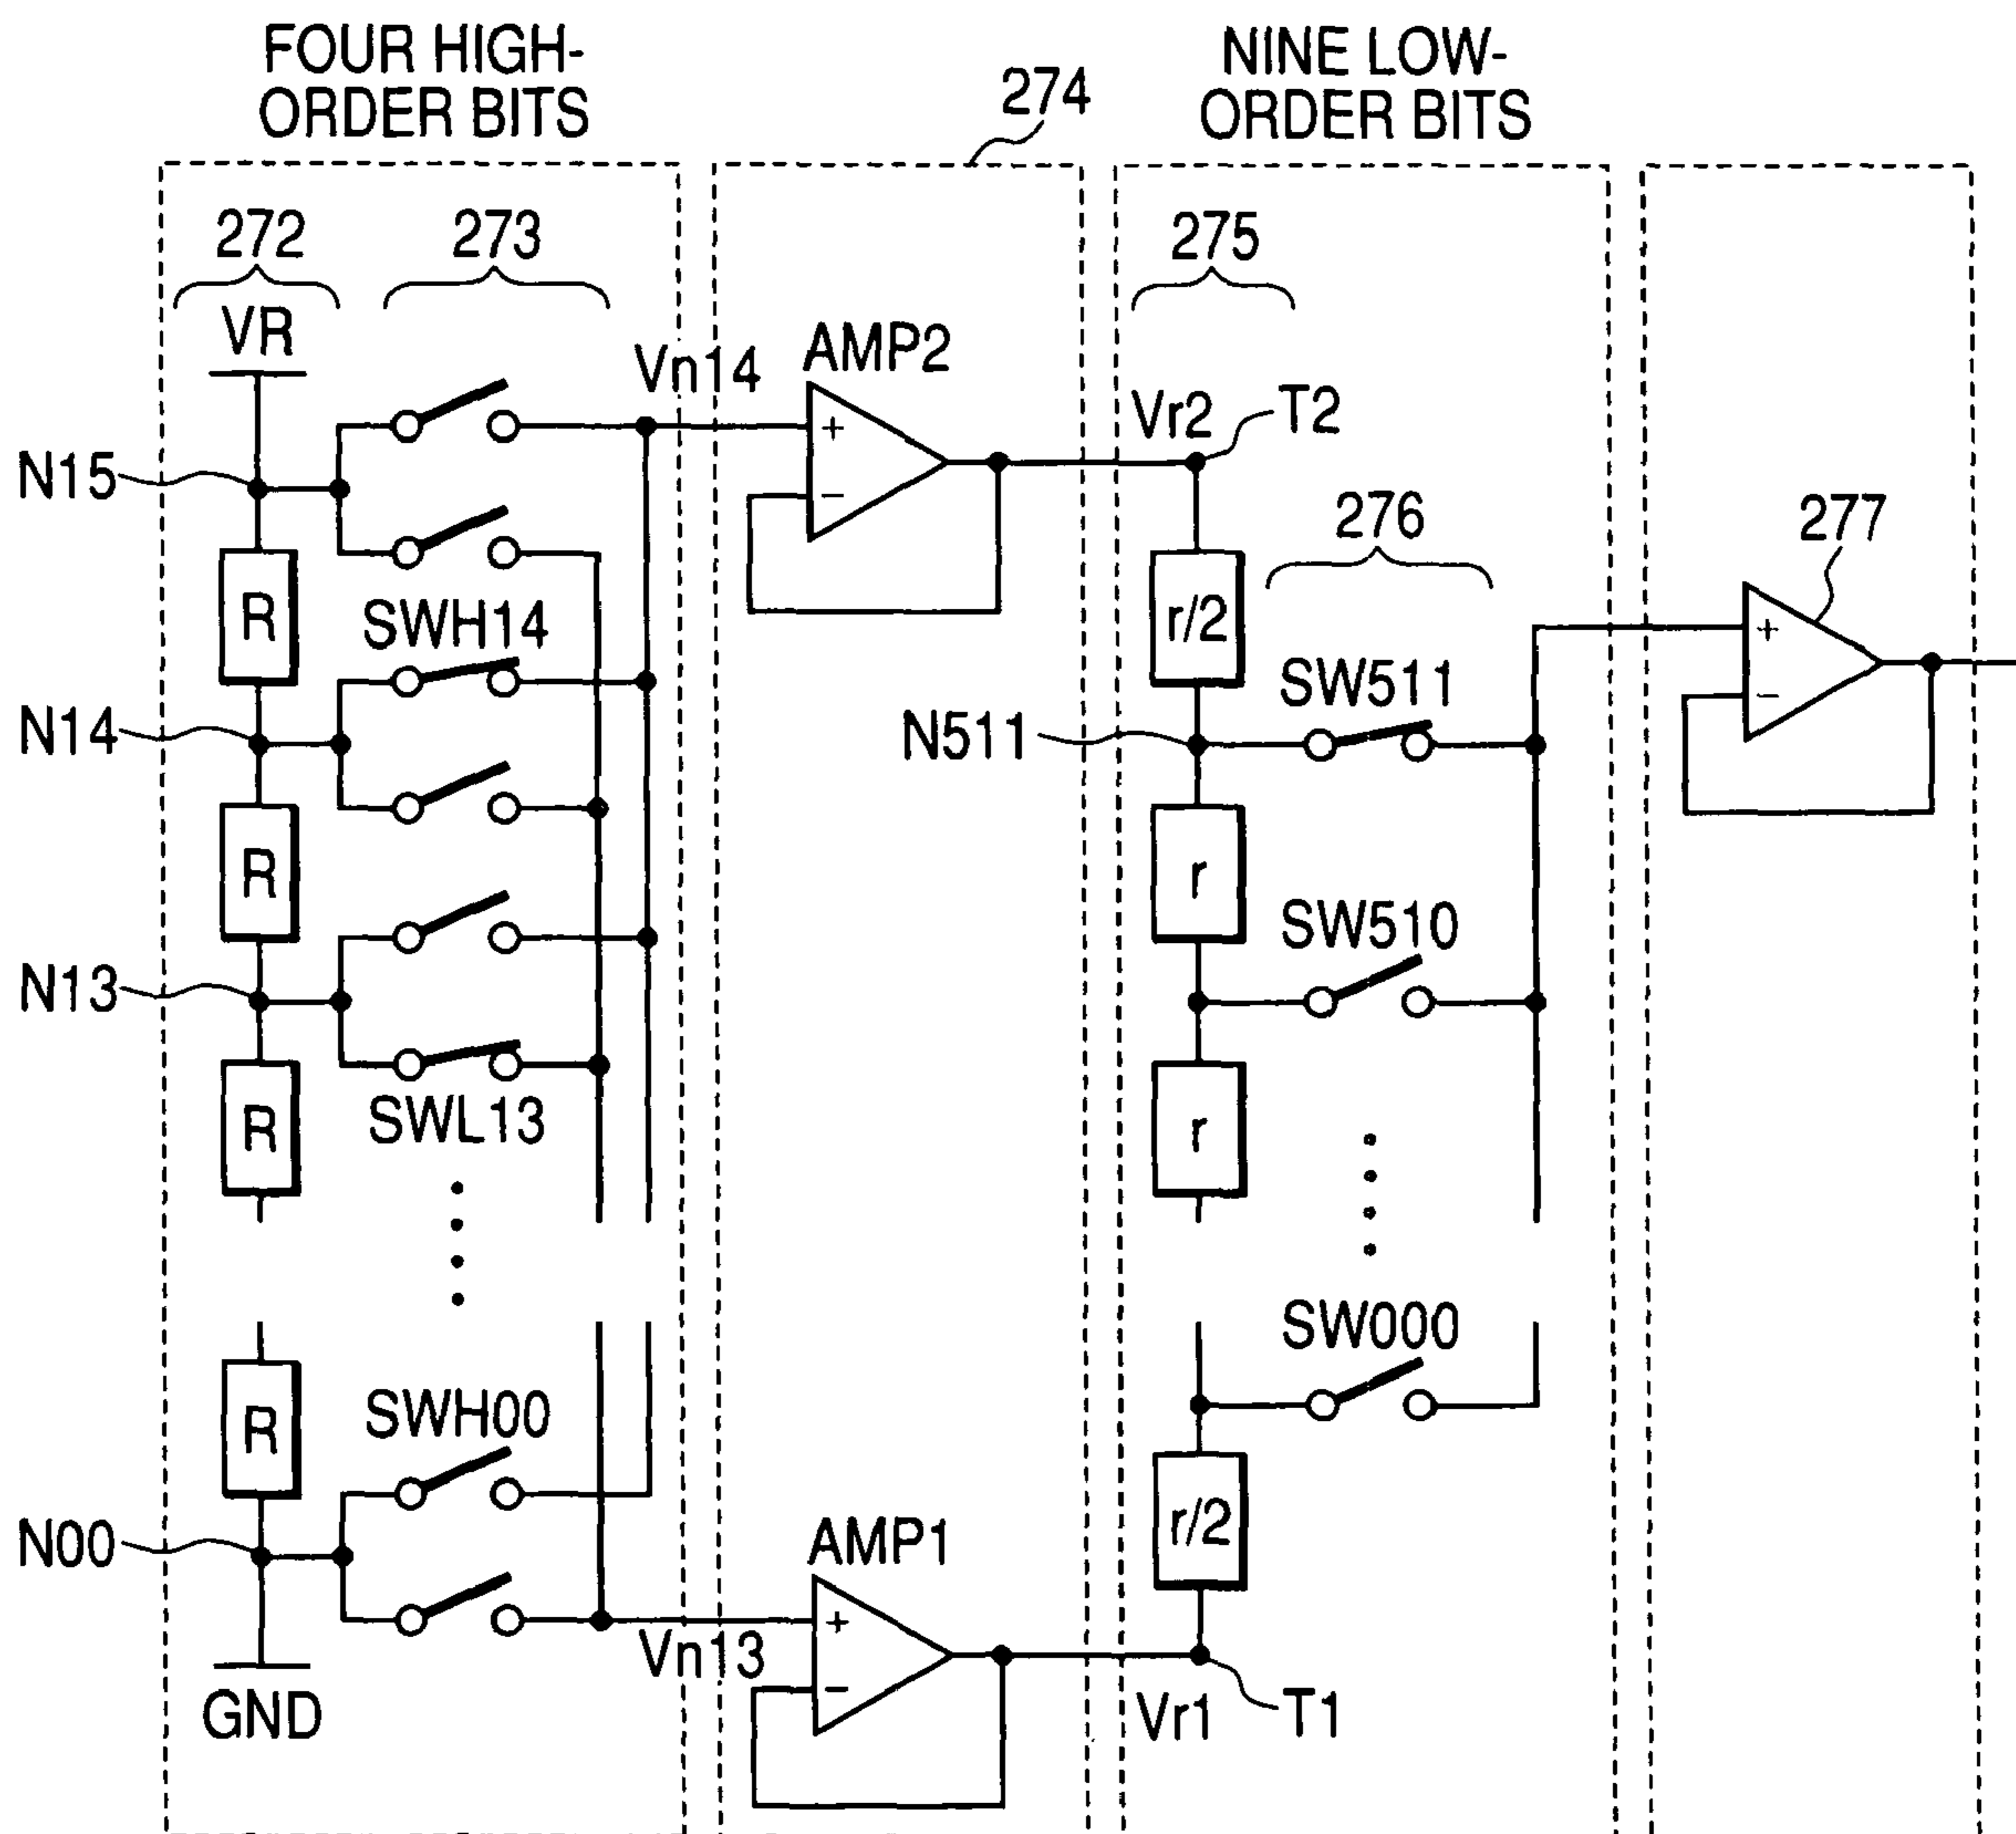 FOUR HIGH-
ORDER BITS
274
NINE LOW-
ORDER BITS
272
273
275
VR
Vn14
AMP2
Vr2
T2
+
−
N15
276
277
R
SWH14
r/2
+
−
SW511
N14
N511
R
r
SW510
N13
R
SWL13
r
SW000
R
SWH00
r/2
N00
AMP1
+
−
Vn13
GND
Vr1
T1